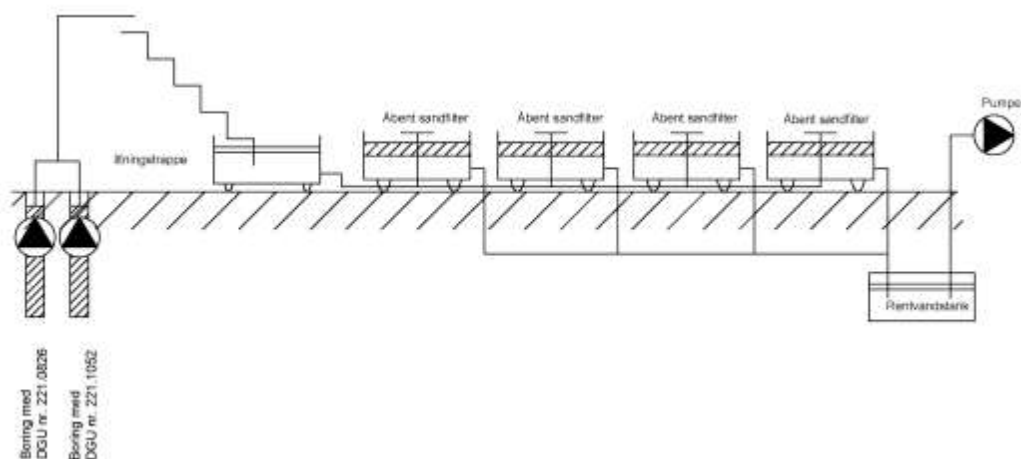 Åbent sandfilter
Åbent sandfilter
Åbent sandfilter
Åbent sandfilter
Pumpe
Iltningstrappe
Rentvandstank
Boring med
DGU nr. 221.0826
Boring med
DGU nr. 221.1052